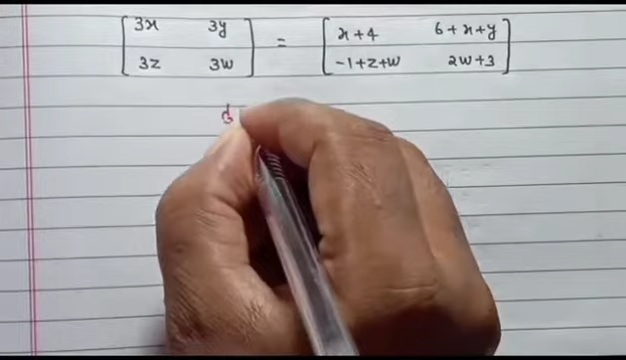 [3x 3y] = [x+4 6+x+y]
[3z 3w] [-1+z+w 2w+3]